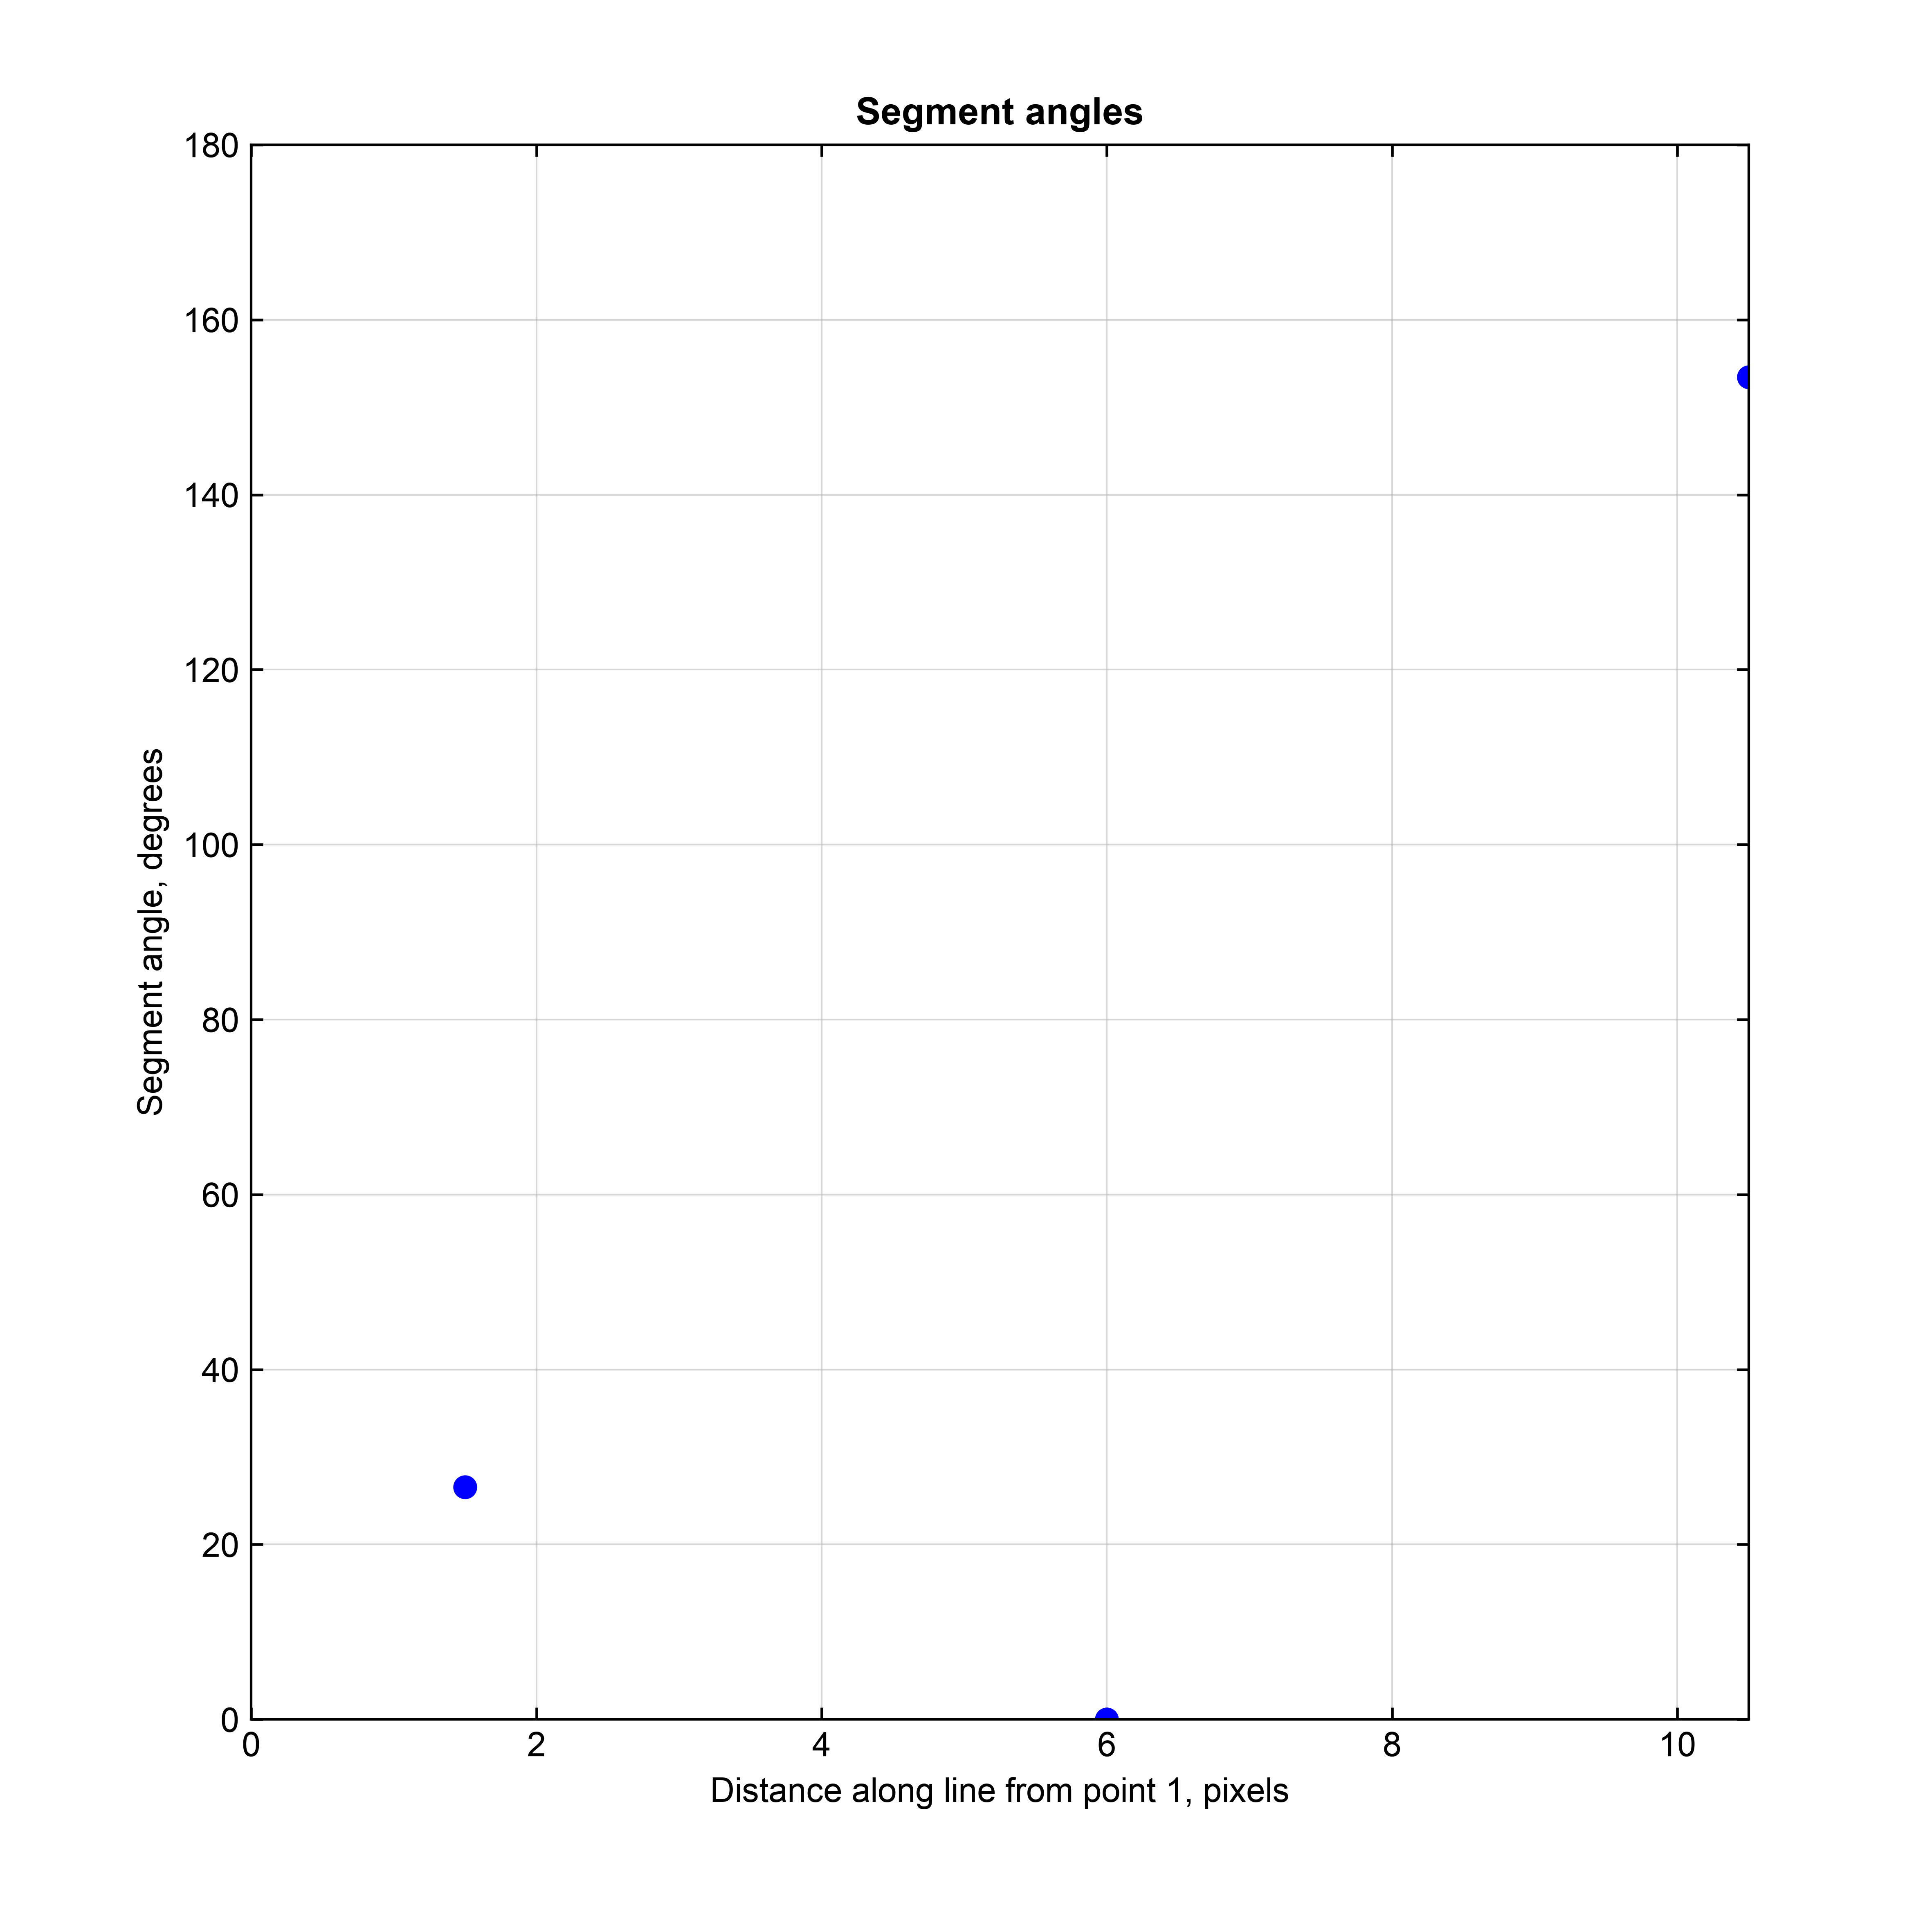 Segment angles
180
160
140
120
100
80
60
40
20
0
Segment angle, degrees
0 2 4 6 8 10
Distance along line from point 1, pixels